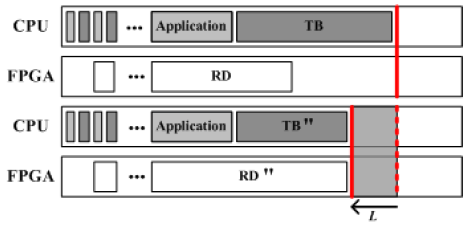 CPU ... Application TB
FPGA ... RD
CPU ... Application TB"
FPGA ... RD"
L